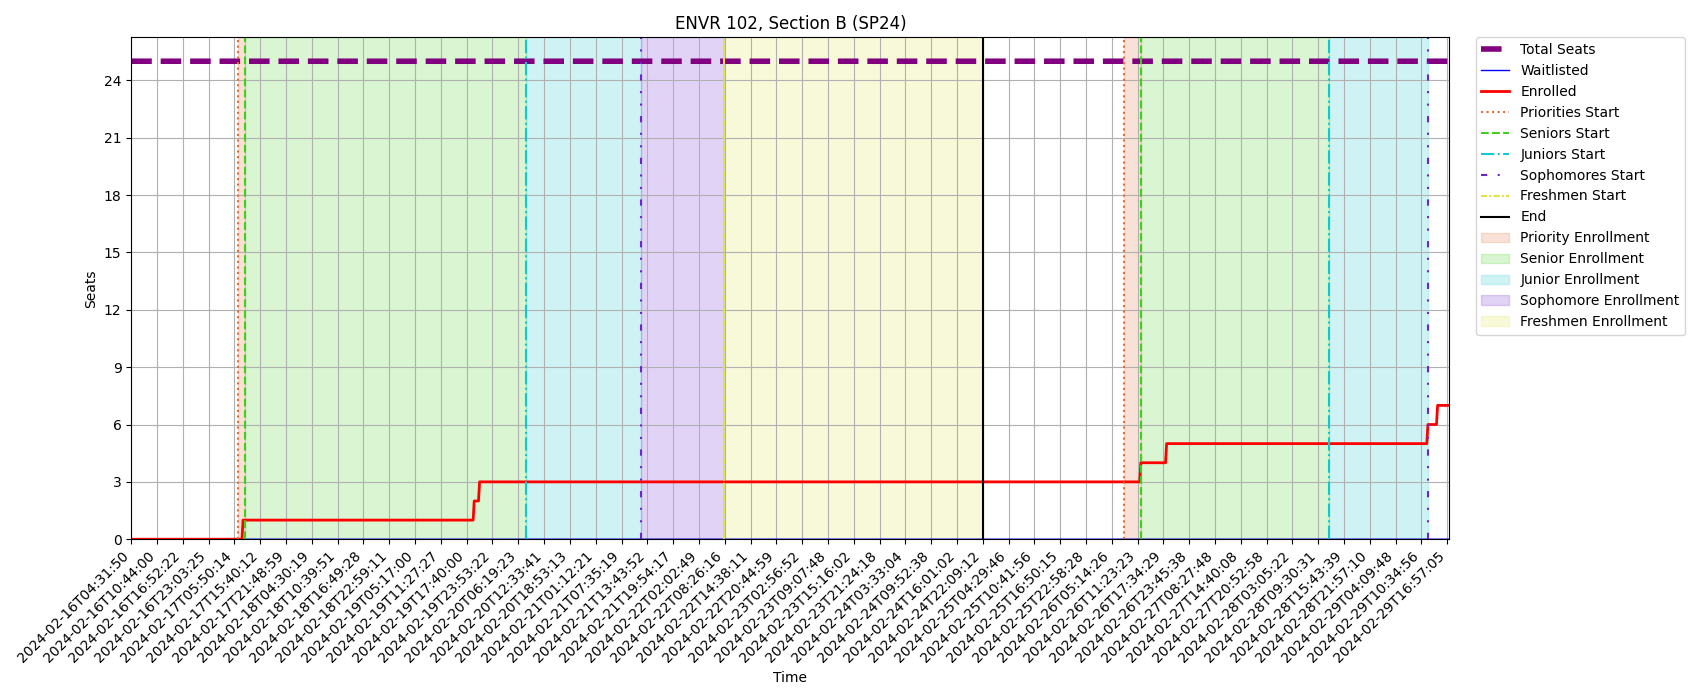 ENVR 102, Section B (SP24)
Seats
24
21
18
15
12
9
6
3
0
2024-02-16T04:31:50
2024-02-16T10:44:00
2024-02-16T16:52:22
2024-02-16T23:03:25
2024-02-17T05:50:14
2024-02-17T15:40:12
2024-02-17T21:48:59
2024-02-18T04:30:19
2024-02-18T10:39:51
2024-02-18T16:49:28
2024-02-18T22:59:11
2024-02-19T05:17:00
2024-02-19T11:27:27
2024-02-19T17:40:00
2024-02-19T23:53:22
2024-02-20T06:19:23
2024-02-20T12:33:41
2024-02-20T18:53:13
2024-02-21T01:12:21
2024-02-21T07:35:19
2024-02-21T13:43:52
2024-02-21T19:54:17
2024-02-22T02:02:49
2024-02-22T08:26:16
2024-02-22T14:38:11
2024-02-22T20:44:59
2024-02-23T02:56:52
2024-02-23T09:07:48
2024-02-23T15:16:02
2024-02-23T21:24:18
2024-02-24T03:33:04
2024-02-24T09:52:38
2024-02-24T16:01:02
2024-02-24T22:09:12
2024-02-25T04:29:46
2024-02-25T10:41:56
2024-02-25T16:50:15
2024-02-25T22:58:28
2024-02-26T05:14:26
2024-02-26T11:23:23
2024-02-26T17:34:29
2024-02-26T23:45:38
2024-02-27T08:27:48
2024-02-27T14:40:08
2024-02-27T20:52:58
2024-02-28T03:05:22
2024-02-28T09:30:31
2024-02-28T15:43:39
2024-02-28T21:57:10
2024-02-29T04:09:48
2024-02-29T10:34:56
2024-02-29T16:57:05
Time
Total Seats
Waitlisted
Enrolled
Priorities Start
Seniors Start
Juniors Start
Sophomores Start
Freshmen Start
End
Priority Enrollment
Senior Enrollment
Junior Enrollment
Sophomore Enrollment
Freshmen Enrollment